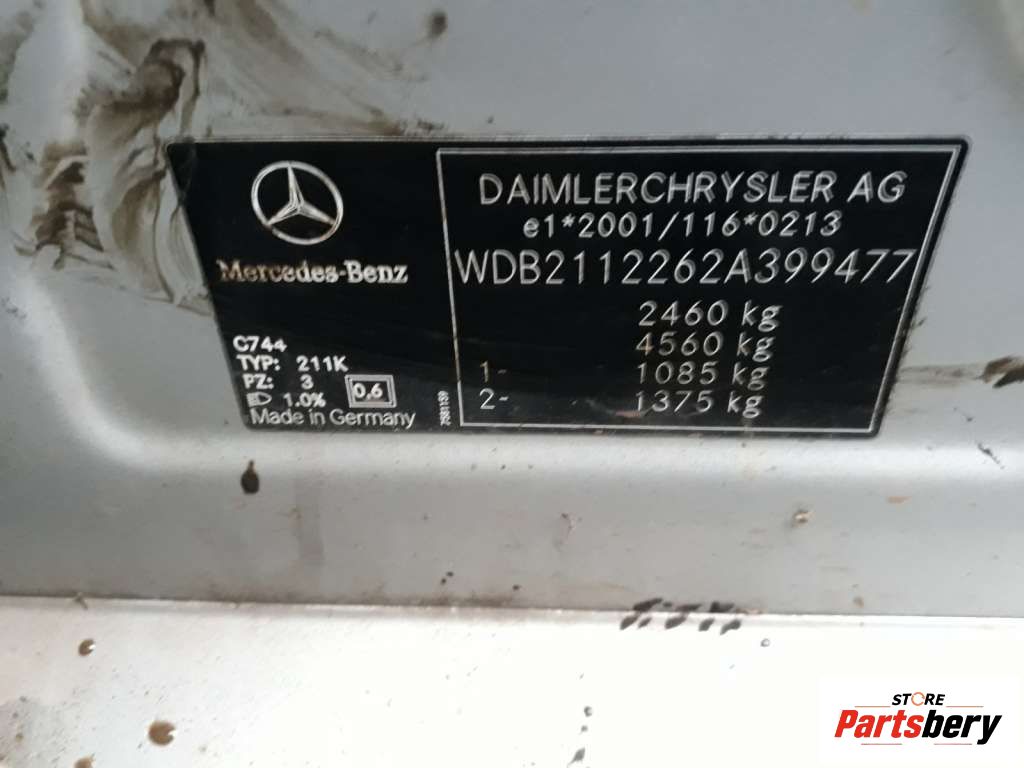 Mercedes-Benz
C744
TYP: 211K
PZ: 3
1.0%
0,6
Made in Germany
DAIMLERCHRYSLER AG
e1*2001/116*0213
WDB2112262A399477
2460 kg
4560 kg
1- 1085 kg
2- 1375 kg
STORE
Partsbery